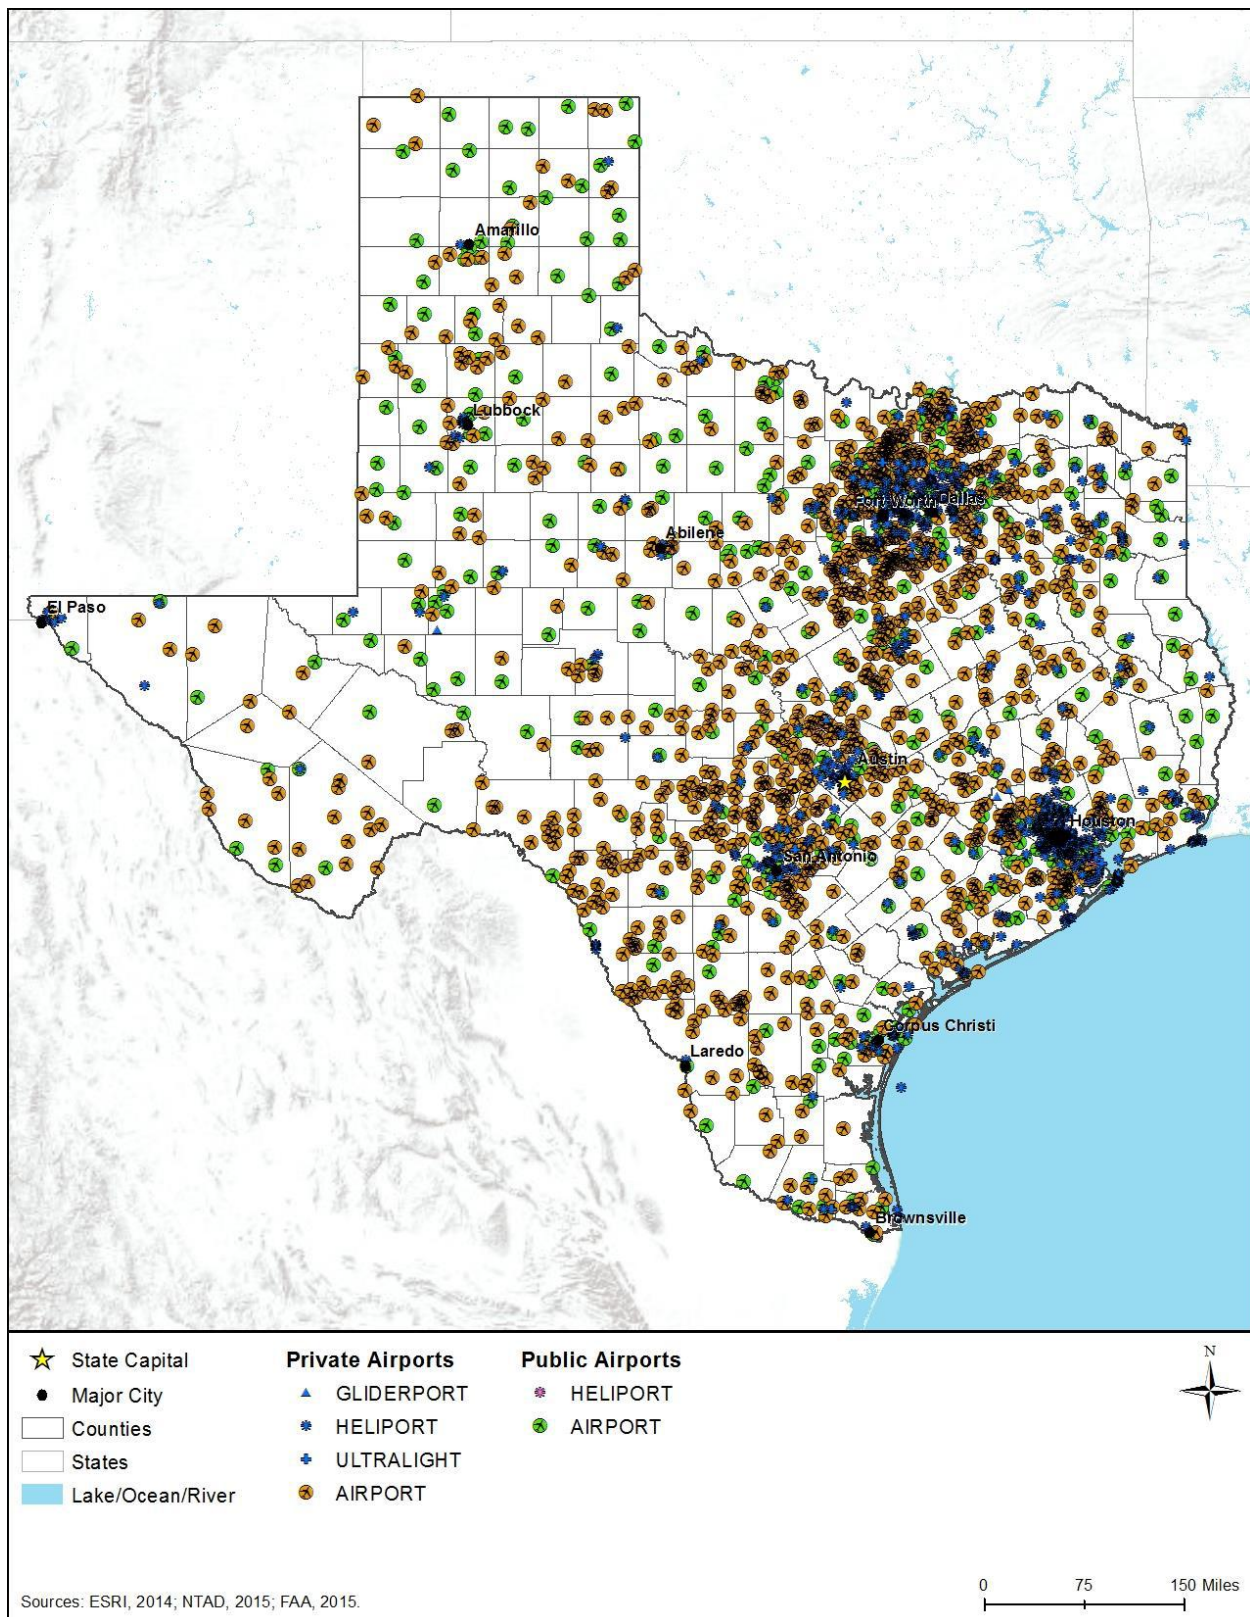 Amarillo
Lubbock
Fort Worth
Dallas
Abilene
El Paso
Austin
Houston
San Antonio
Corpus Christi
Laredo
Brownsville
State Capital
Major City
Counties
States
Lake/Ocean/River
Private Airports
GLIDERPORT
HELIPORT
ULTRALIGHT
AIRPORT
Public Airports
HELIPORT
AIRPORT
N
0 75 150 Miles
Sources: ESRI, 2014; NTAD, 2015; FAA, 2015.